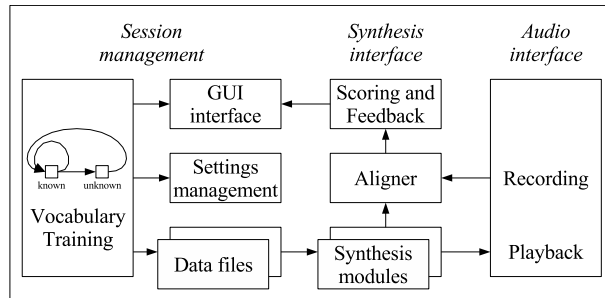 Session
management
Synthesis
interface
Audio
interface
known
unknown
Vocabulary
Training
GUI
interface
Settings
management
Data files
Scoring and
Feedback
Aligner
Synthesis
modules
Recording
Playback